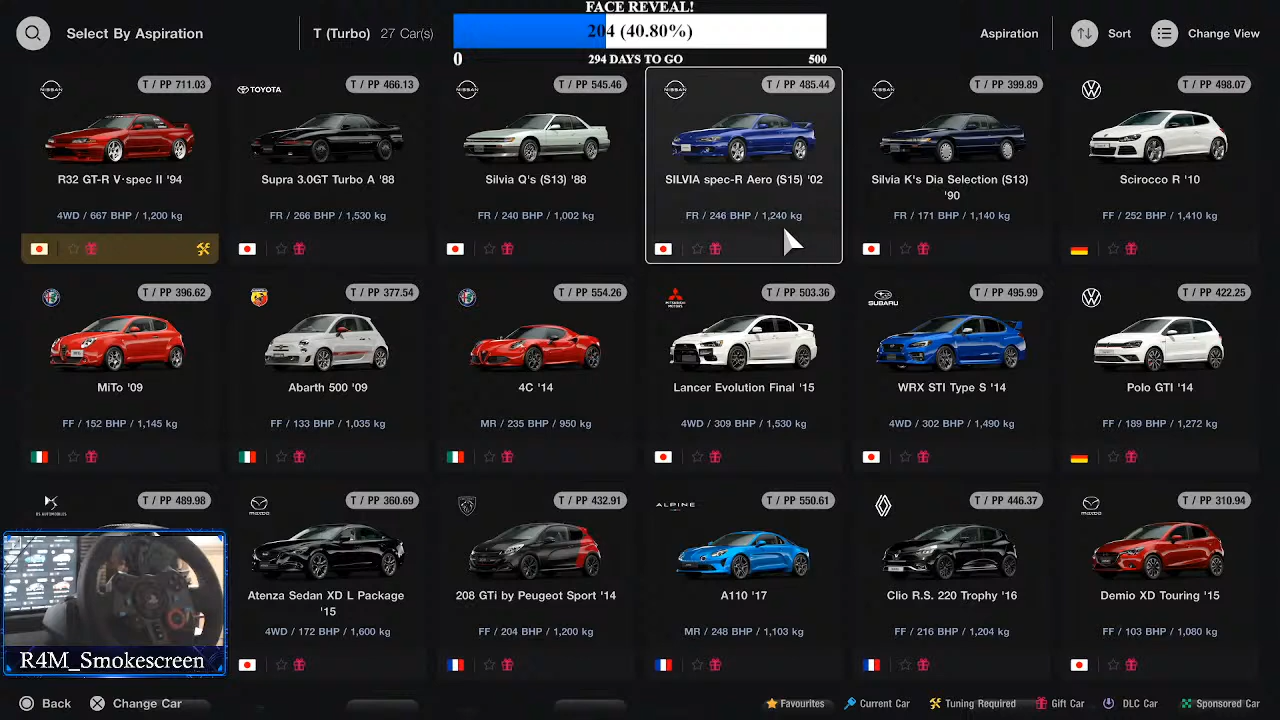 FACE REVEAL!
Select By Aspiration
T (Turbo) 27 Car(s)
204 (40.80%)
0 294 DAYS TO GO 500
Aspiration
Sort
Change View
T / PP 711.03
TOYOTA T / PP 466.13
NISSAN T / PP 545.46
NISSAN T / PP 485.44
NISSAN T / PP 399.89
T / PP 498.07
R32 GT-R V·spec II '94
Supra 3.0GT Turbo A '88
Silvia Q's (S13) '88
SILVIA spec-R Aero (S15) '02
Silvia K's Dia Selection (S13)
'90
Scirocco R '10
4WD / 667 BHP / 1,200 kg
FR / 266 BHP / 1,530 kg
FR / 240 BHP / 1,002 kg
FR / 246 BHP / 1,240 kg
FR / 171 BHP / 1,140 kg
FF / 252 BHP / 1,410 kg
T / PP 396.62
T / PP 377.54
T / PP 554.26
T / PP 503.36
SUBARU T / PP 495.99
T / PP 422.25
MiTo '09
Abarth 500 '09
4C '14
Lancer Evolution Final '15
WRX STI Type S '14
Polo GTI '14
FF / 152 BHP / 1,145 kg
FF / 133 BHP / 1,035 kg
MR / 235 BHP / 950 kg
4WD / 309 BHP / 1,530 kg
4WD / 302 BHP / 1,490 kg
FF / 189 BHP / 1,272 kg
T / PP 489.98
T / PP 360.69
T / PP 432.91
ALPINE T / PP 550.61
T / PP 446.37
T / PP 310.94
Atenza Sedan XD L Package
'15
208 GTi by Peugeot Sport '14
A110 '17
Clio R.S. 220 Trophy '16
Demio XD Touring '15
4WD / 172 BHP / 1,600 kg
FF / 204 BHP / 1,200 kg
MR / 248 BHP / 1,103 kg
FF / 216 BHP / 1,204 kg
FF / 103 BHP / 1,080 kg
R4M_Smokescreen
Back
Change Car
Favourites
Current Car
Tuning Required
Gift Car
DLC Car
Sponsored Car